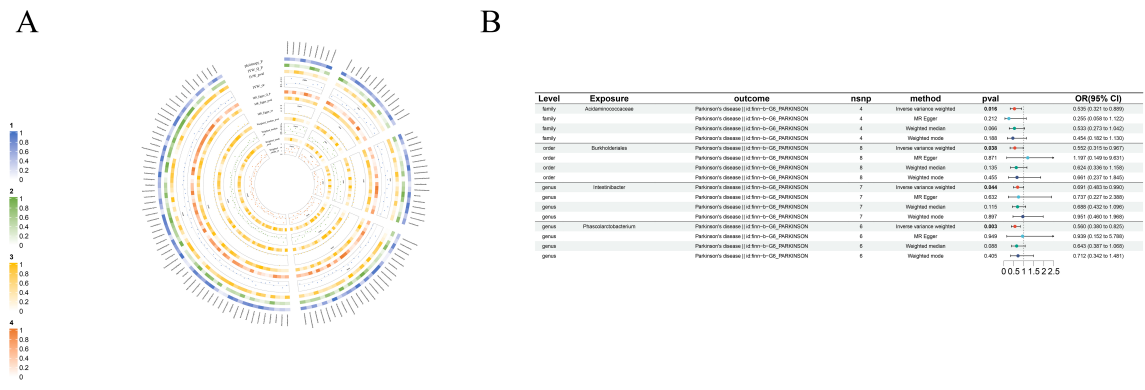 A
B
1
1
0.8
0.6
0.4
0.2
0
2
1
0.8
0.6
0.4
0.2
0
3
1
0.8
0.6
0.4
0.2
0
4
1
0.8
0.6
0.4
0.2
0
Level Exposure outcome nsnp method pval OR(95% CI)
family Acidaminococcaceae Parkinson's disease || id:finn-b-G6_PARKINSON 4 Inverse variance weighted 0.016 0.535 (0.321 to 0.889)
family Parkinson's disease || id:finn-b-G6_PARKINSON 4 MR Egger 0.212 0.255 (0.058 to 1.122)
family Parkinson's disease || id:finn-b-G6_PARKINSON 4 Weighted median 0.066 0.533 (0.273 to 1.042)
family Parkinson's disease || id:finn-b-G6_PARKINSON 4 Weighted mode 0.188 0.454 (0.182 to 1.130)
order Burkholderiales Parkinson's disease || id:finn-b-G6_PARKINSON 8 Inverse variance weighted 0.038 0.552 (0.315 to 0.967)
order Parkinson's disease || id:finn-b-G6_PARKINSON 8 MR Egger 0.871 1.197 (0.149 to 9.631)
order Parkinson's disease || id:finn-b-G6_PARKINSON 8 Weighted median 0.135 0.624 (0.336 to 1.158)
order Parkinson's disease || id:finn-b-G6_PARKINSON 8 Weighted mode 0.455 0.661 (0.237 to 1.845)
genus Intestinibacter Parkinson's disease || id:finn-b-G6_PARKINSON 7 Inverse variance weighted 0.044 0.691 (0.483 to 0.990)
genus Parkinson's disease || id:finn-b-G6_PARKINSON 7 MR Egger 0.632 0.737 (0.227 to 2.388)
genus Parkinson's disease || id:finn-b-G6_PARKINSON 7 Weighted median 0.115 0.688 (0.432 to 1.096)
genus Parkinson's disease || id:finn-b-G6_PARKINSON 7 Weighted mode 0.897 0.951 (0.460 to 1.968)
genus Phascolarctobacterium Parkinson's disease || id:finn-b-G6_PARKINSON 6 Inverse variance weighted 0.003 0.560 (0.380 to 0.825)
genus Parkinson's disease || id:finn-b-G6_PARKINSON 6 MR Egger 0.949 0.939 (0.152 to 5.788)
genus Parkinson's disease || id:finn-b-G6_PARKINSON 6 Weighted median 0.088 0.643 (0.387 to 1.068)
genus Parkinson's disease || id:finn-b-G6_PARKINSON 6 Weighted mode 0.405 0.712 (0.342 to 1.481)
0 0.5 1 1.5 2 2.5